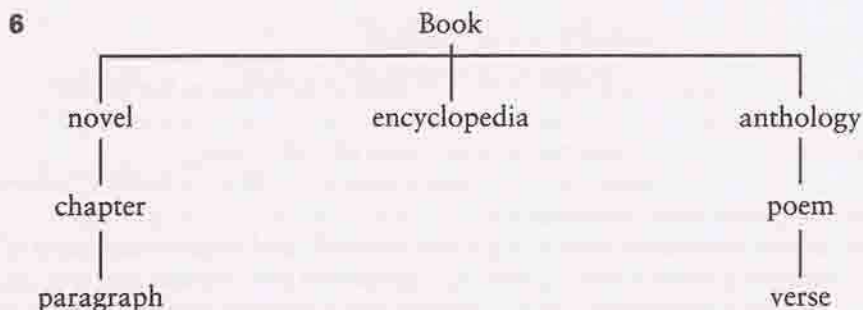 6 Book
novel encyclopedia anthology
chapter poem
paragraph verse